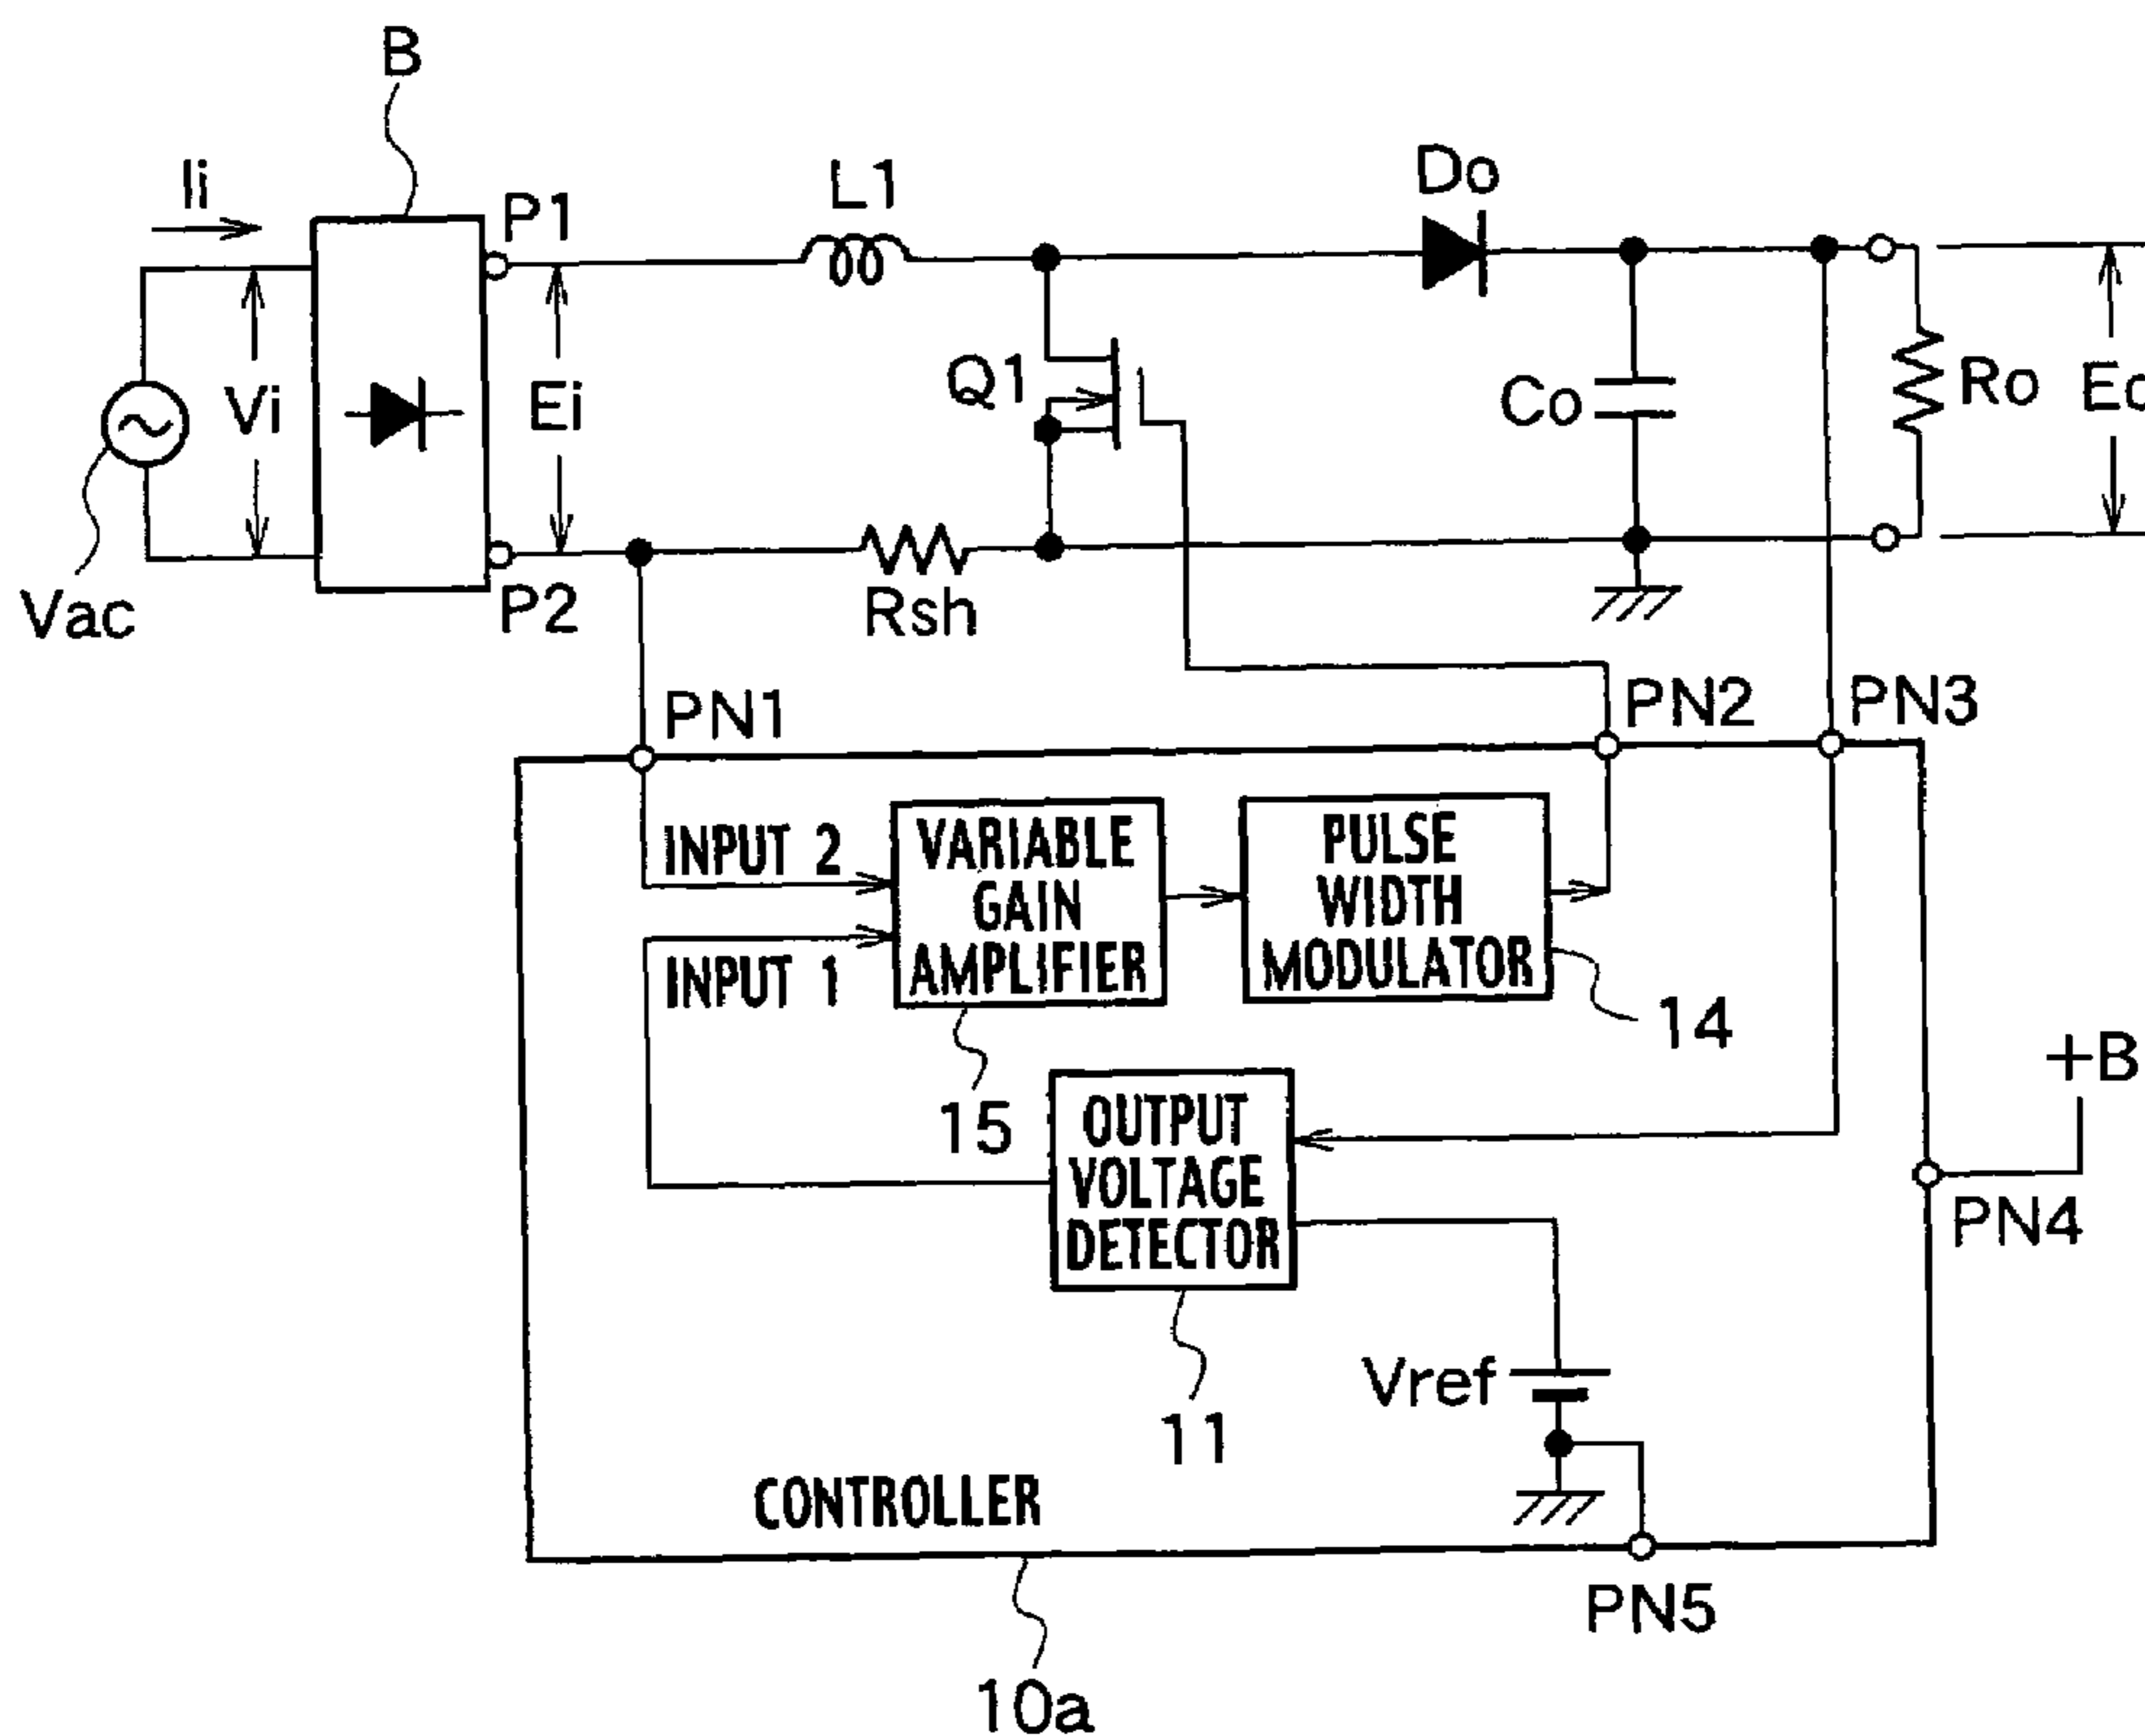 B
Ii
P1
L1
Do
Vi
Ei
Q1
Co
Ro
Vac
P2
Rsh
PN1
PN2
PN3
INPUT 2
INPUT 1
VARIABLE
GAIN
AMPLIFIER
PULSE
WIDTH
MODULATOR
14
15
+B
OUTPUT
VOLTAGE
DETECTOR
PN4
11
Vref
CONTROLLER
PN5
10a